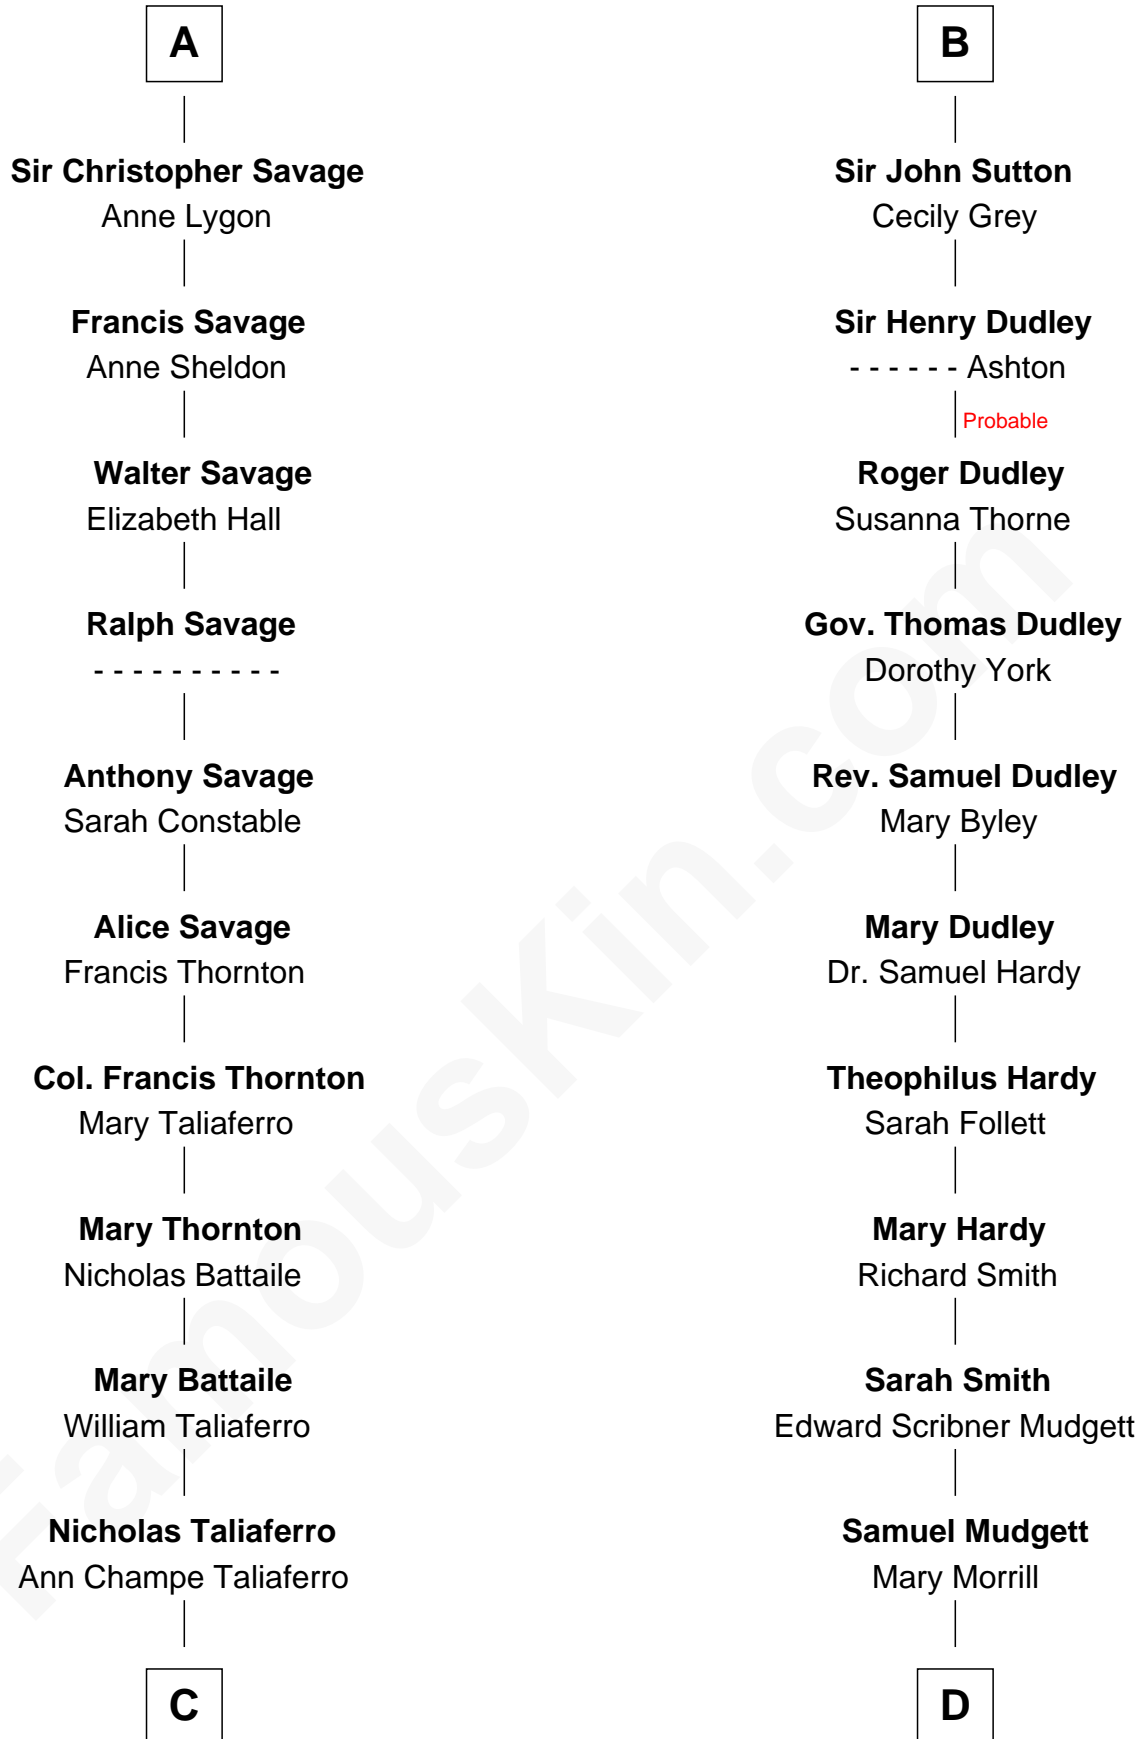 A
Sir Christopher Savage
Anne Lygon
Francis Savage
Anne Sheldon
Walter Savage
Elizabeth Hall
Ralph Savage
- - - - - - - - - -
Anthony Savage
Sarah Constable
Alice Savage
Francis Thornton
Col. Francis Thornton
Mary Taliaferro
Mary Thornton
Nicholas Battaile
Mary Battaile
William Taliaferro
Nicholas Taliaferro
Ann Champe Taliaferro
C
B
Sir John Sutton
Cecily Grey
Sir Henry Dudley
- - - - - - Ashton
Probable
Roger Dudley
Susanna Thorne
Gov. Thomas Dudley
Dorothy York
Rev. Samuel Dudley
Mary Byley
Mary Dudley
Dr. Samuel Hardy
Theophilus Hardy
Sarah Follett
Mary Hardy
Richard Smith
Sarah Smith
Edward Scribner Mudgett
Samuel Mudgett
Mary Morrill
D
FamousKin.com